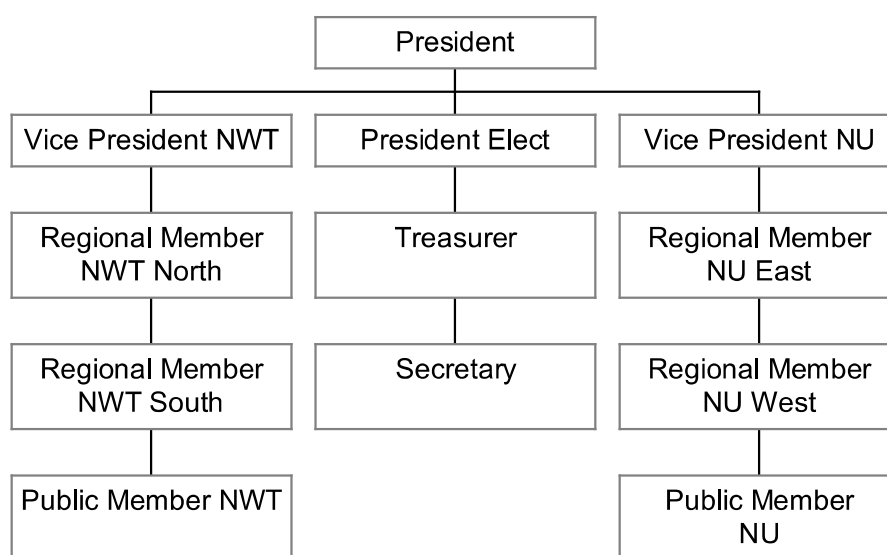 President
Vice President NWT
President Elect
Vice President NU
Regional Member
NWT North
Treasurer
Regional Member
NU East
Regional Member
NWT South
Secretary
Regional Member
NU West
Public Member NWT
Public Member
NU